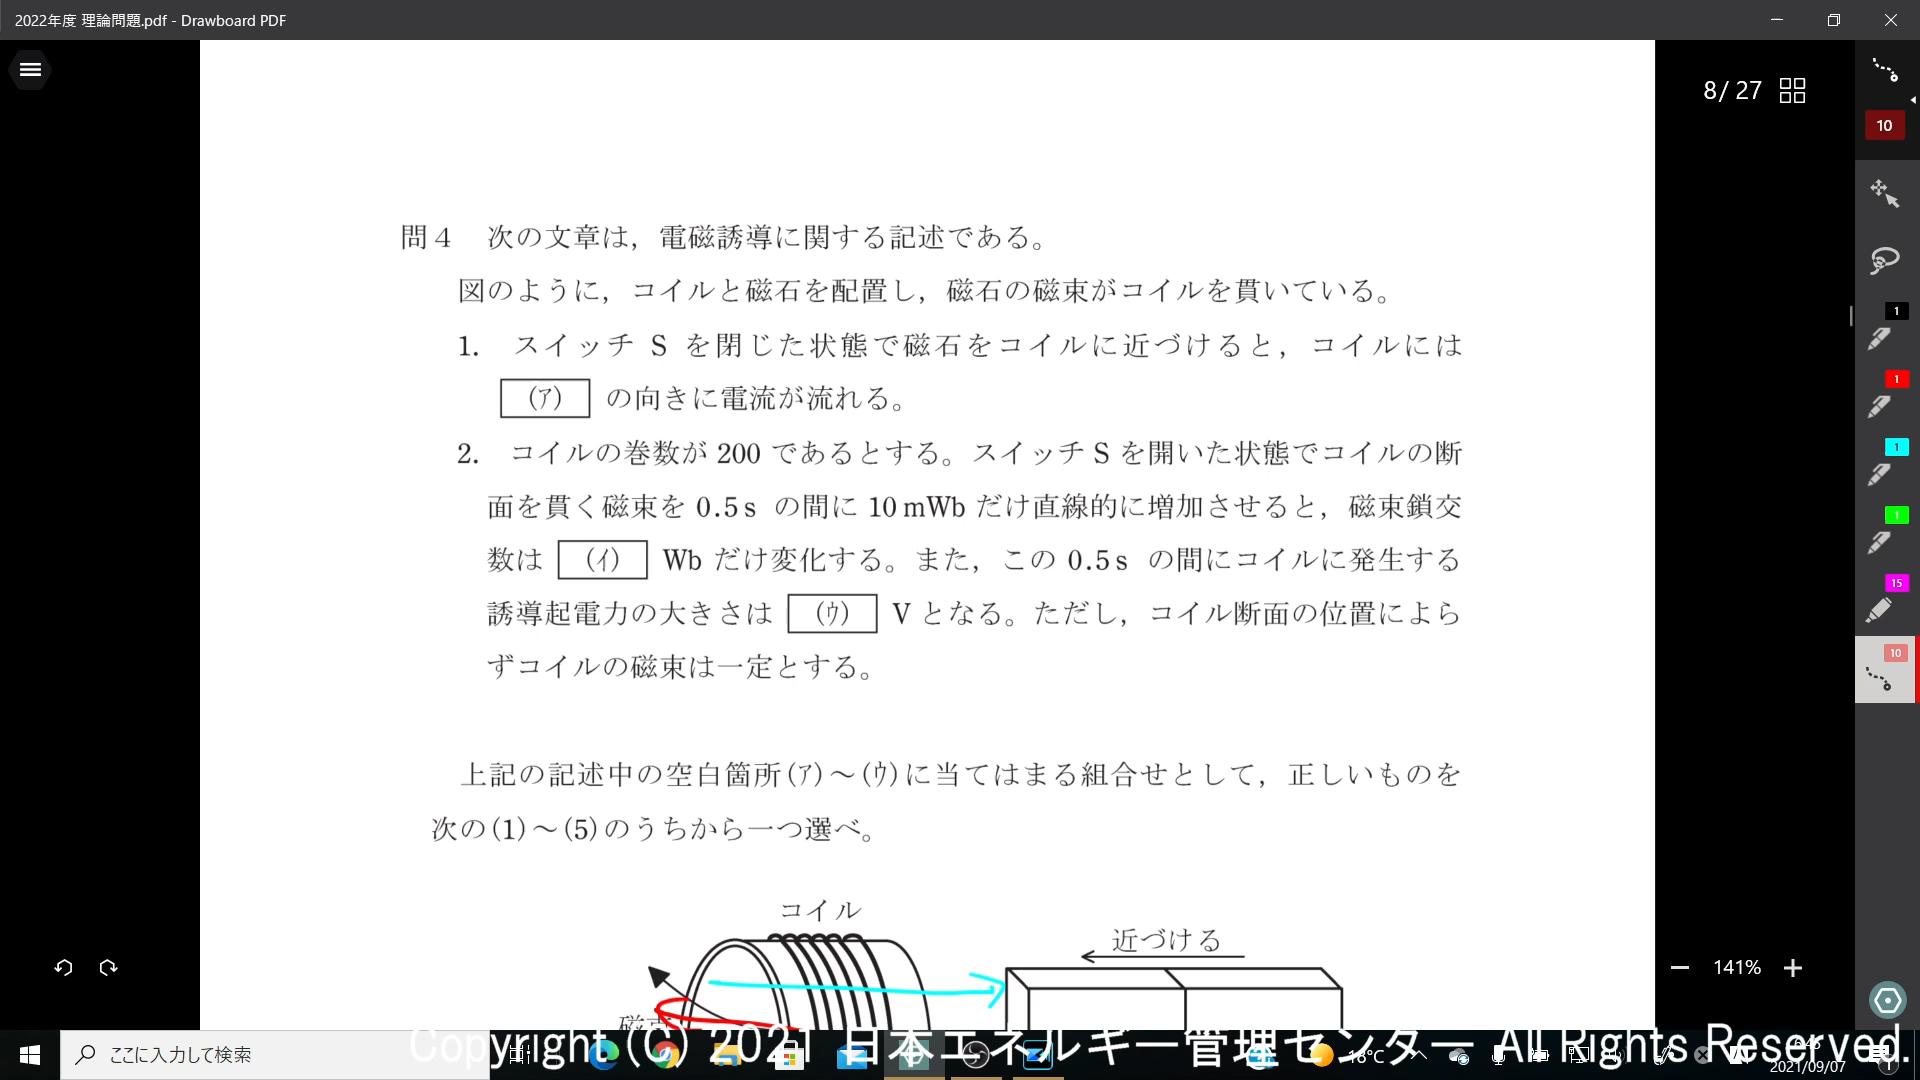 2022年度 理論問題.pdf - Drawboard PDF
8/ 27
10
問４　次の文章は，電磁誘導に関する記述である。
図のように，コイルと磁石を配置し，磁石の磁束がコイルを貫いている。
1.　スイッチ S を閉じた状態で磁石をコイルに近づけると，コイルには
(ｱ) の向きに電流が流れる。
2.　コイルの巻数が 200 であるとする。スイッチ S を開いた状態でコイルの断
面を貫く磁束を 0.5 s の間に 10 mWb だけ直線的に増加させると，磁束鎖交
数は (ｲ) Wb だけ変化する。また，この 0.5 s の間にコイルに発生する
誘導起電力の大きさは (ｳ) V となる。ただし，コイル断面の位置によら
ずコイルの磁束は一定とする。
上記の記述中の空白箇所(ｱ)～(ｳ)に当てはまる組合せとして，正しいものを
次の(1)～(5)のうちから一つ選べ。
コイル
近づける
1
1
1
1
15
10
141%
ここに入力して検索
Copyright (C) 2021 日本エネルギー管理センター All Rights Reserved.
18°C
2021/09/07